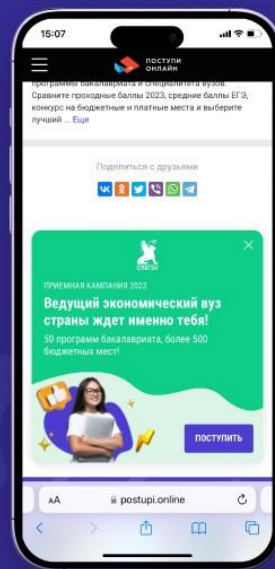 15:07
ПОСТУПИ
ОНЛАЙН
программы бакалавриата и специалитета вузов.
Сравните проходные баллы 2023, средние баллы ЕГЭ,
конкурс на бюджетные и платные места и выберите
лучший ... Еще
Поделиться с друзьями
СПбГЭУ
ПРИЕМНАЯ КАМПАНИЯ 2023
Ведущий экономический вуз
страны ждет именно тебя!
50 программ бакалавриата, более 500
бюджетных мест!
ПОСТУПИТЬ
AA
postupi.online